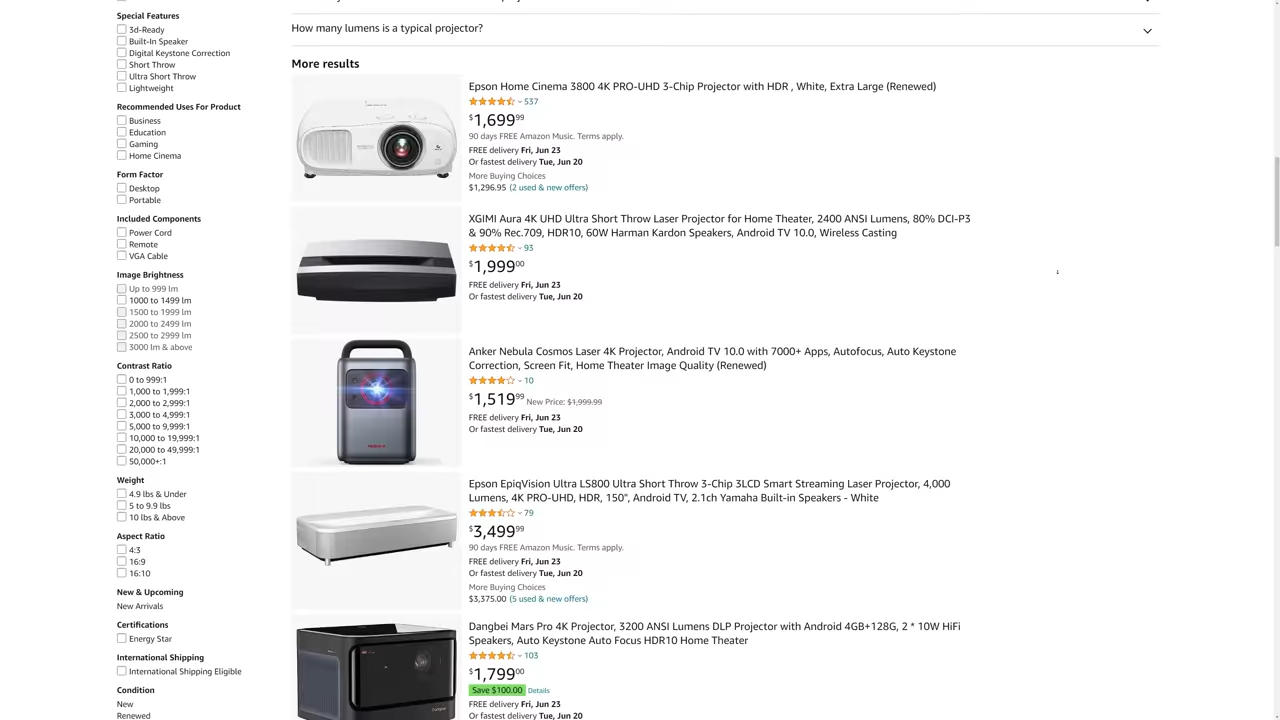 Special Features
3d-Ready
Built-In Speaker
Digital Keystone Correction
Short Throw
Ultra Short Throw
Lightweight
Recommended Uses For Product
Business
Education
Gaming
Home Cinema
Form Factor
Desktop
Portable
Included Components
Power Cord
Remote
VGA Cable
Image Brightness
Up to 999 lm
1000 to 1499 lm
1500 to 1999 lm
2000 to 2499 lm
2500 to 2999 lm
3000 lm & above
Contrast Ratio
0 to 999:1
1,000 to 1,999:1
2,000 to 2,999:1
3,000 to 4,999:1
5,000 to 9,999:1
10,000 to 19,999:1
20,000 to 49,999:1
50,000+:1
Weight
4.9 lbs & Under
5 to 9.9 lbs
10 lbs & Above
Aspect Ratio
4:3
16:9
16:10
New & Upcoming
New Arrivals
Certifications
Energy Star
International Shipping
International Shipping Eligible
Condition
New
Renewed
How many lumens is a typical projector?
More results
Epson Home Cinema 3800 4K PRO-UHD 3-Chip Projector with HDR , White, Extra Large (Renewed)
537
$1,699.99
90 days FREE Amazon Music. Terms apply.
FREE delivery Fri, Jun 23
Or fastest delivery Tue, Jun 20
More Buying Choices
$1,296.95 (2 used & new offers)
XGIMI Aura 4K UHD Ultra Short Throw Laser Projector for Home Theater, 2400 ANSI Lumens, 80% DCI-P3
& 90% Rec.709, HDR10, 60W Harman Kardon Speakers, Android TV 10.0, Wireless Casting
93
$1,999.00
FREE delivery Fri, Jun 23
Or fastest delivery Tue, Jun 20
Anker Nebula Cosmos Laser 4K Projector, Android TV 10.0 with 7000+ Apps, Autofocus, Auto Keystone
Correction, Screen Fit, Home Theater Image Quality (Renewed)
10
$1,519.99 New Price: $1,999.99
FREE delivery Fri, Jun 23
Or fastest delivery Tue, Jun 20
Epson EpiqVision Ultra LS800 Ultra Short Throw 3-Chip 3LCD Smart Streaming Laser Projector, 4,000
Lumens, 4K PRO-UHD, HDR, 150", Android TV, 2.1ch Yamaha Built-in Speakers - White
79
$3,499.99
90 days FREE Amazon Music. Terms apply.
FREE delivery Fri, Jun 23
Or fastest delivery Tue, Jun 20
More Buying Choices
$3,375.00 (5 used & new offers)
Dangbei Mars Pro 4K Projector, 3200 ANSI Lumens DLP Projector with Android 4GB+128G, 2 * 10W HiFi
Speakers, Auto Keystone Auto Focus HDR10 Home Theater
103
$1,799.00
Save $100.00 Details
FREE delivery Fri, Jun 23
Or fastest delivery Tue, Jun 20